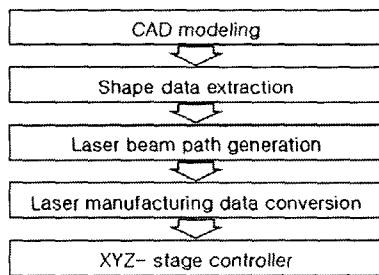 CAD modeling
Shape data extraction
Laser beam path generation
Laser manufacturing data conversion
XYZ- stage controller